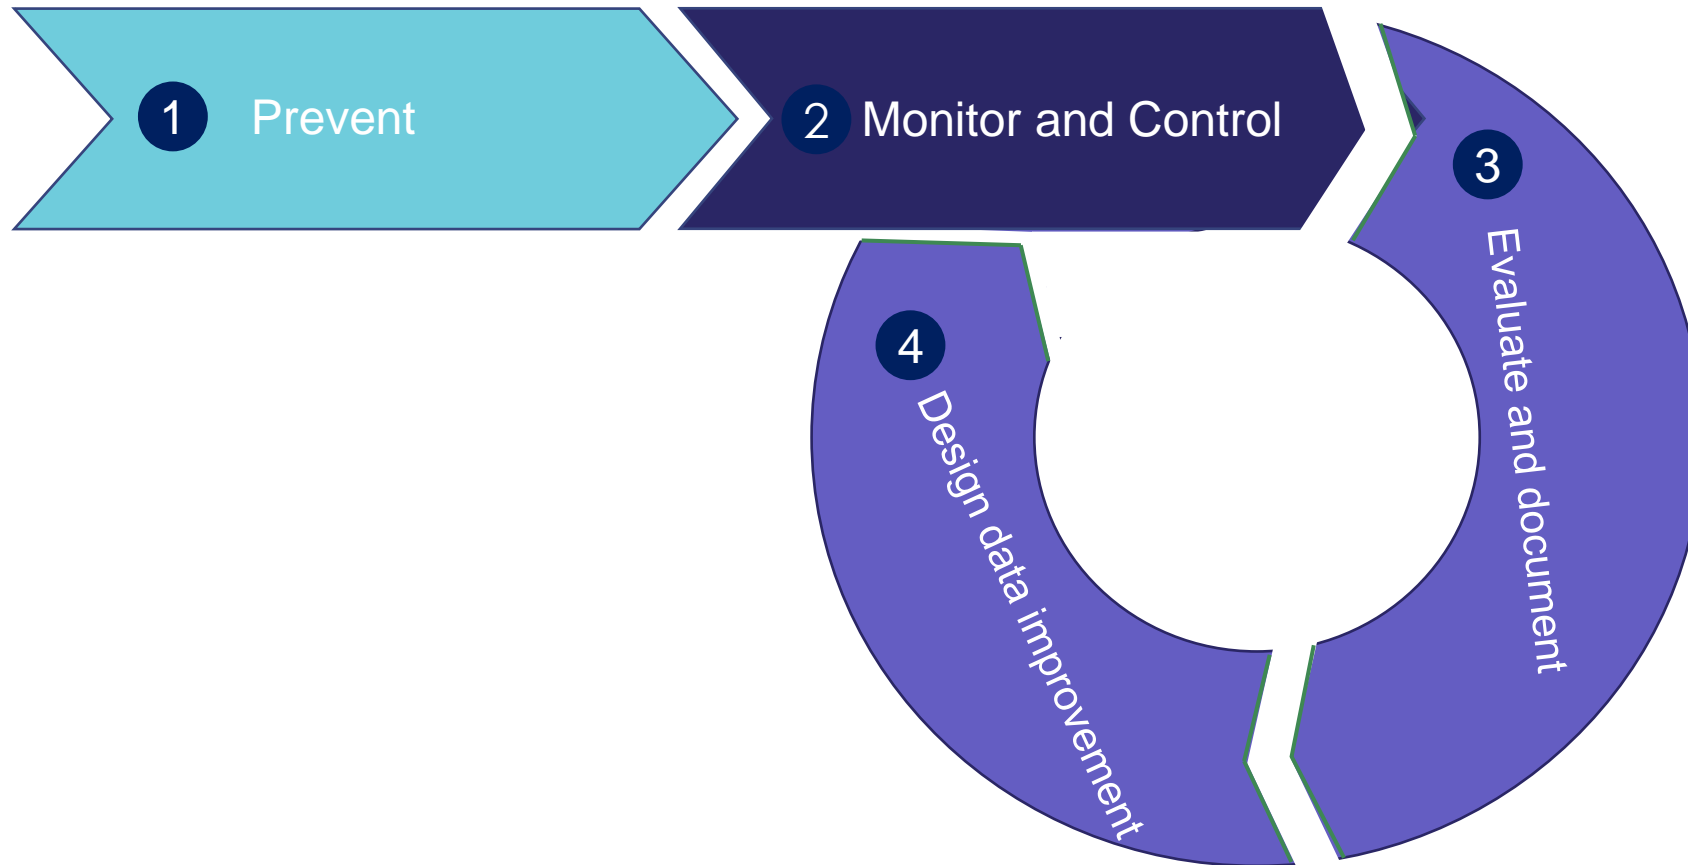 1 Prevent
2 Monitor and Control
3
Evaluate and document
4
Design data improvement